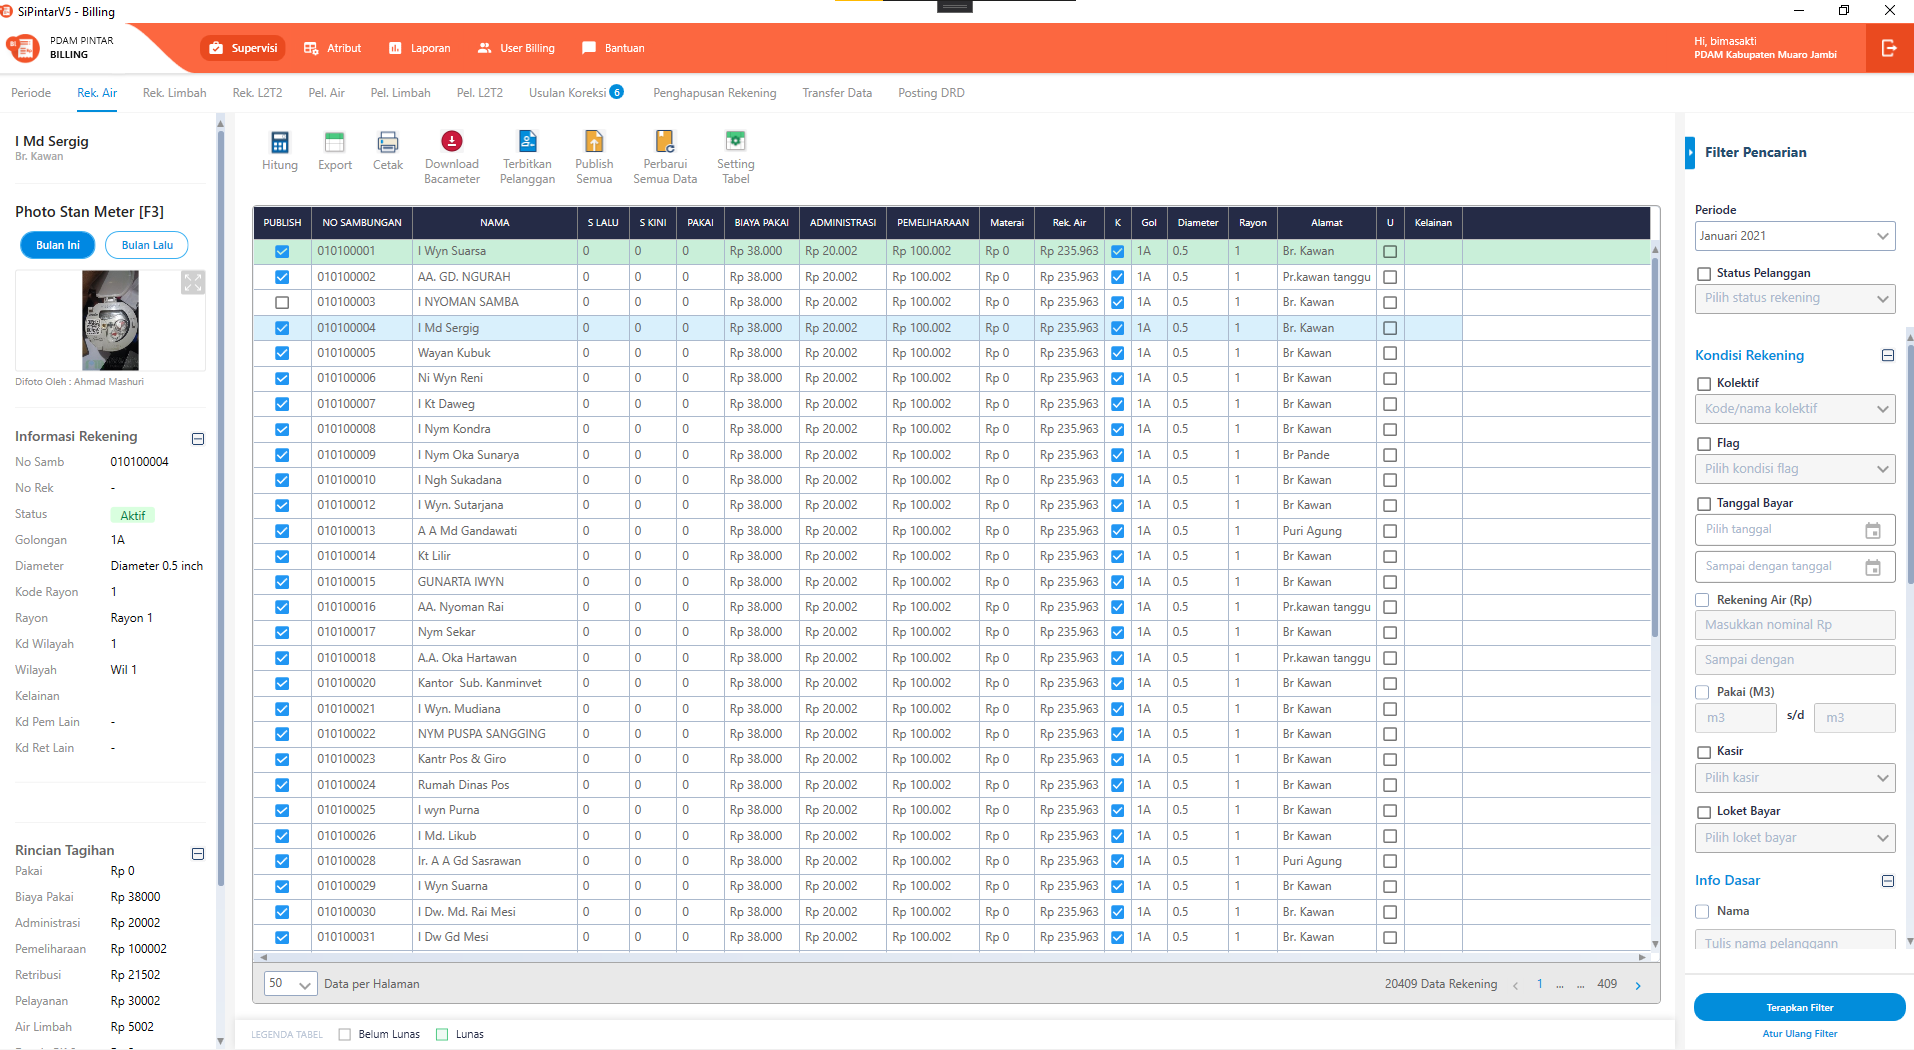 SiPintarV5 - Billing
PDAM PINTAR
BILLING
Supervisi Atribut Laporan User Billing Bantuan
Hi, bimasakti
PDAM Kabupaten Muaro Jambi
Periode Rek. Air Rek. Limbah Rek. L2T2 Pel. Air Pel. Limbah Pel. L2T2 Usulan Koreksi 6 Penghapusan Rekening Transfer Data Posting DRD
I Md Sergig
Br. Kawan
Photo Stan Meter [F3]
Bulan Ini Bulan Lalu
Difoto Oleh : Ahmad Mashuri
Informasi Rekening
No Samb 010100004
No Rek -
Status Aktif
Golongan 1A
Diameter Diameter 0.5 inch
Kode Rayon 1
Rayon Rayon 1
Kd Wilayah 1
Wilayah Wil 1
Kelainan
Kd Pem Lain -
Kd Ret Lain -
Rincian Tagihan
Pakai Rp 0
Biaya Pakai Rp 38000
Administrasi Rp 20002
Pemeliharaan Rp 100002
Retribusi Rp 21502
Pelayanan Rp 30002
Air Limbah Rp 5002
Hitung Export Cetak Download Bacameter Terbitkan Pelanggan Publish Semua Perbarui Semua Data Setting Tabel
PUBLISH NO SAMBUNGAN NAMA S LALU S KINI PAKAI BIAYA PAKAI ADMINISTRASI PEMELIHARAAN Materai Rek. Air K Gol Diameter Rayon Alamat U Kelainan
010100001 I Wyn Suarsa 0 0 0 Rp 38.000 Rp 20.002 Rp 100.002 Rp 0 Rp 235.963 1A 0.5 1 Br. Kawan
010100002 AA. GD. NGURAH 0 0 0 Rp 38.000 Rp 20.002 Rp 100.002 Rp 0 Rp 235.963 1A 0.5 1 Pr.kawan tanggu
010100003 I NYOMAN SAMBA 0 0 0 Rp 38.000 Rp 20.002 Rp 100.002 Rp 0 Rp 235.963 1A 0.5 1 Br. Kawan
010100004 I Md Sergig 0 0 0 Rp 38.000 Rp 20.002 Rp 100.002 Rp 0 Rp 235.963 1A 0.5 1 Br. Kawan
010100005 Wayan Kubuk 0 0 0 Rp 38.000 Rp 20.002 Rp 100.002 Rp 0 Rp 235.963 1A 0.5 1 Br Kawan
010100006 Ni Wyn Reni 0 0 0 Rp 38.000 Rp 20.002 Rp 100.002 Rp 0 Rp 235.963 1A 0.5 1 Br Kawan
010100007 I Kt Daweg 0 0 0 Rp 38.000 Rp 20.002 Rp 100.002 Rp 0 Rp 235.963 1A 0.5 1 Br Kawan
010100008 I Nym Kondra 0 0 0 Rp 38.000 Rp 20.002 Rp 100.002 Rp 0 Rp 235.963 1A 0.5 1 Br Kawan
010100009 I Nym Oka Sunarya 0 0 0 Rp 38.000 Rp 20.002 Rp 100.002 Rp 0 Rp 235.963 1A 0.5 1 Br Pande
010100010 I Ngh Sukadana 0 0 0 Rp 38.000 Rp 20.002 Rp 100.002 Rp 0 Rp 235.963 1A 0.5 1 Br Kawan
010100012 I Wyn. Sutarjana 0 0 0 Rp 38.000 Rp 20.002 Rp 100.002 Rp 0 Rp 235.963 1A 0.5 1 Br Kawan
010100013 A A Md Gandawati 0 0 0 Rp 38.000 Rp 20.002 Rp 100.002 Rp 0 Rp 235.963 1A 0.5 1 Puri Agung
010100014 Kt Lilir 0 0 0 Rp 38.000 Rp 20.002 Rp 100.002 Rp 0 Rp 235.963 1A 0.5 1 Br Kawan
010100015 GUNARTA IWYN 0 0 0 Rp 38.000 Rp 20.002 Rp 100.002 Rp 0 Rp 235.963 1A 0.5 1 Br Kawan
010100016 AA. Nyoman Rai 0 0 0 Rp 38.000 Rp 20.002 Rp 100.002 Rp 0 Rp 235.963 1A 0.5 1 Pr.kawan tanggu
010100017 Nym Sekar 0 0 0 Rp 38.000 Rp 20.002 Rp 100.002 Rp 0 Rp 235.963 1A 0.5 1 Br Kawan
010100018 A.A. Oka Hartawan 0 0 0 Rp 38.000 Rp 20.002 Rp 100.002 Rp 0 Rp 235.963 1A 0.5 1 Pr.kawan tanggu
010100020 Kantor Sub. Kanminvet 0 0 0 Rp 38.000 Rp 20.002 Rp 100.002 Rp 0 Rp 235.963 1A 0.5 1 Br Kawan
010100021 I Wyn. Mudiana 0 0 0 Rp 38.000 Rp 20.002 Rp 100.002 Rp 0 Rp 235.963 1A 0.5 1 Br Kawan
010100022 NYM PUSPA SANGGING 0 0 0 Rp 38.000 Rp 20.002 Rp 100.002 Rp 0 Rp 235.963 1A 0.5 1 Br Kawan
010100023 Kantr Pos & Giro 0 0 0 Rp 38.000 Rp 20.002 Rp 100.002 Rp 0 Rp 235.963 1A 0.5 1 Br Kawan
010100024 Rumah Dinas Pos 0 0 0 Rp 38.000 Rp 20.002 Rp 100.002 Rp 0 Rp 235.963 1A 0.5 1 Br Kawan
010100025 I wyn Purna 0 0 0 Rp 38.000 Rp 20.002 Rp 100.002 Rp 0 Rp 235.963 1A 0.5 1 Br Kawan
010100026 I Md. Likub 0 0 0 Rp 38.000 Rp 20.002 Rp 100.002 Rp 0 Rp 235.963 1A 0.5 1 Br Kawan
010100028 Ir. A A Gd Sasrawan 0 0 0 Rp 38.000 Rp 20.002 Rp 100.002 Rp 0 Rp 235.963 1A 0.5 1 Puri Agung
010100029 I Wyn Suarna 0 0 0 Rp 38.000 Rp 20.002 Rp 100.002 Rp 0 Rp 235.963 1A 0.5 1 Br Kawan
010100030 I Dw. Md. Rai Mesi 0 0 0 Rp 38.000 Rp 20.002 Rp 100.002 Rp 0 Rp 235.963 1A 0.5 1 Br. Kawan
010100031 I Dw Gd Mesi 0 0 0 Rp 38.000 Rp 20.002 Rp 100.002 Rp 0 Rp 235.963 1A 0.5 1 Br. Kawan
50 Data per Halaman 20409 Data Rekening 1 ... ... 409
LEGENDA TABEL Belum Lunas Lunas
Filter Pencarian
Periode
Januari 2021
Status Pelanggan
Pilih status rekening
Kondisi Rekening
Kolektif
Kode/nama kolektif
Flag
Pilih kondisi flag
Tanggal Bayar
Pilih tanggal
Sampai dengan tanggal
Rekening Air (Rp)
Masukkan nominal Rp
Sampai dengan
Pakai (M3)
m3 s/d m3
Kasir
Pilih kasir
Loket Bayar
Pilih loket bayar
Info Dasar
Nama
Tulis nama pelanggann
Terapkan Filter
Atur Ulang Filter